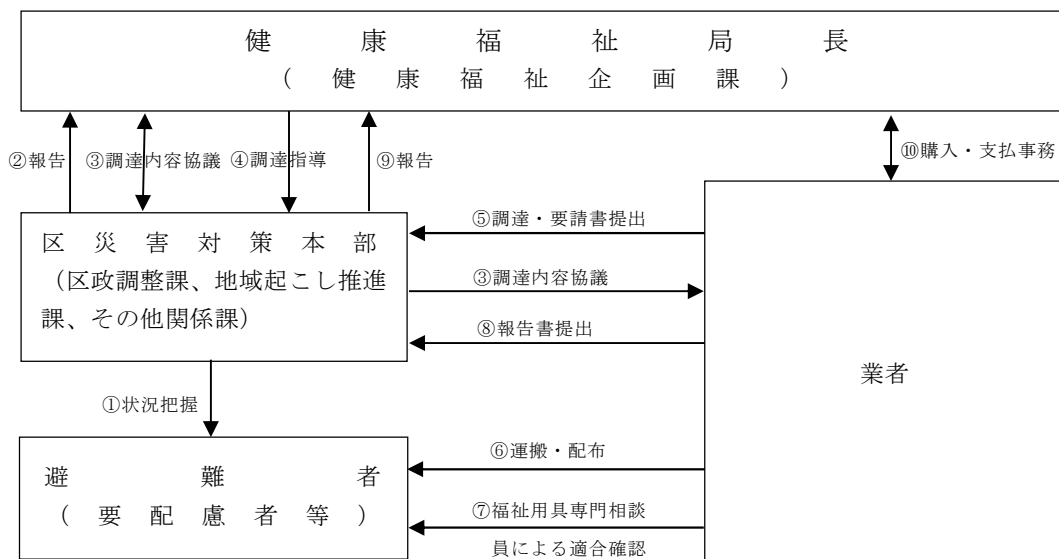 健康福祉局長
（健康福祉企画課）
②報告
③調達内容協議
④調達指導
⑨報告
⑩購入・支払事務
区災害対策本部
（区政調整課、地域起こし推進
課、その他関係課）
⑤調達・要請書提出
③調達内容協議
⑧報告書提出
業者
①状況把握
避難者
（要配慮者等）
⑥運搬・配布
⑦福祉用具専門相談
員による適合確認